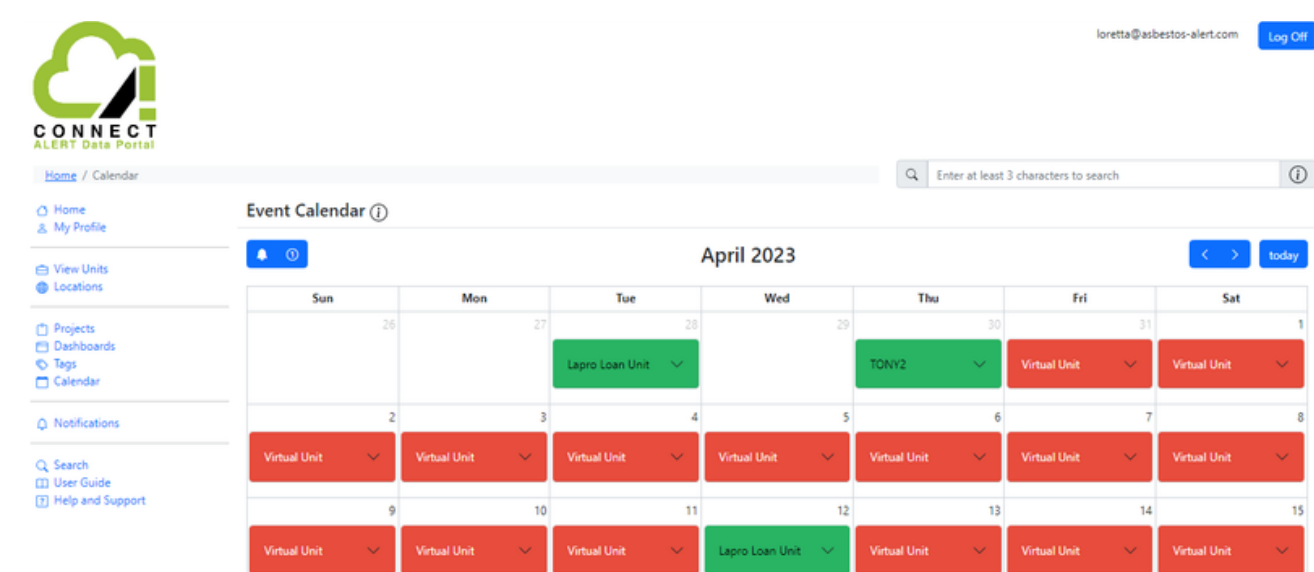 loretta@asbestos-alert.com Log Off
CONNECT
ALERT Data Portal
Home / Calendar
Enter at least 3 characters to search
Home
My Profile
View Units
Locations
Projects
Dashboards
Tags
Calendar
Notifications
Search
User Guide
Help and Support
Event Calendar
April 2023
today
Sun Mon Tue Wed Thu Fri Sat
26 27 28 29 30 31 1
Lapro Loan Unit TONY2 Virtual Unit Virtual Unit
2 3 4 5 6 7 8
Virtual Unit Virtual Unit Virtual Unit Virtual Unit Virtual Unit Virtual Unit Virtual Unit
9 10 11 12 13 14 15
Virtual Unit Virtual Unit Virtual Unit Lapro Loan Unit Virtual Unit Virtual Unit Virtual Unit